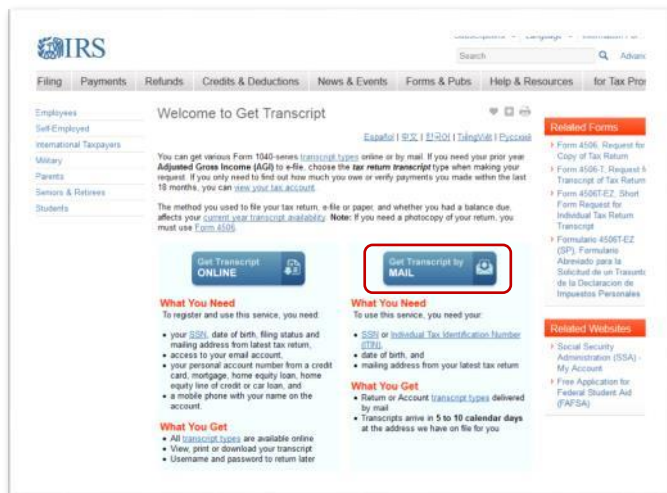 IRS
Search
Filing Payments Refunds Credits & Deductions News & Events Forms & Pubs Help & Resources for Tax Pros
Employees
Self-Employed
International Taxpayers
Military
Parents
Seniors & Retirees
Students
Welcome to Get Transcript
Español | 中文 | 한국어 | TiếngViệt | Русский
You can get various Form 1040-series transcript types online or by mail. If you need your prior year
Adjusted Gross Income (AGI) to e-file, choose the tax return transcript type when making your
request. If you only need to find out how much you owe or verify payments you made within the last
18 months, you can view your tax account.
The method you used to file your tax return, e-file or paper, and whether you had a balance due,
affects your current year transcript availability. Note: If you need a photocopy of your return, you
must use Form 4506.
Get Transcript
ONLINE
What You Need
To register and use this service, you need:
• your SSN, date of birth, filing status and
mailing address from latest tax return,
• access to your email account,
• your personal account number from a credit
card, mortgage, home equity loan, home
equity line of credit or car loan, and
• a mobile phone with your name on the
account.
What You Get
• All transcript types are available online
• View, print or download your transcript
• Username and password to return later
Get Transcript by
MAIL
What You Need
To use this service, you need your:
• SSN or Individual Tax Identification Number
(ITIN),
• date of birth, and
• mailing address from your latest tax return
What You Get
• Return or Account transcript types delivered
by mail
• Transcripts arrive in 5 to 10 calendar days
at the address we have on file for you
Related Forms
Form 4506, Request for
Copy of Tax Return
Form 4506-T, Request for
Transcript of Tax Return
Form 4506T-EZ, Short
Form Request for
Individual Tax Return
Transcript
Formulario 4506T-EZ
(SP), Formulario
Abreviado para la
Solicitud de un Trasunto
de la Declaracion de
Impuestos Personales
Related Websites
Social Security
Administration (SSA) -
My Account
Free Application for
Federal Student Aid
(FAFSA)